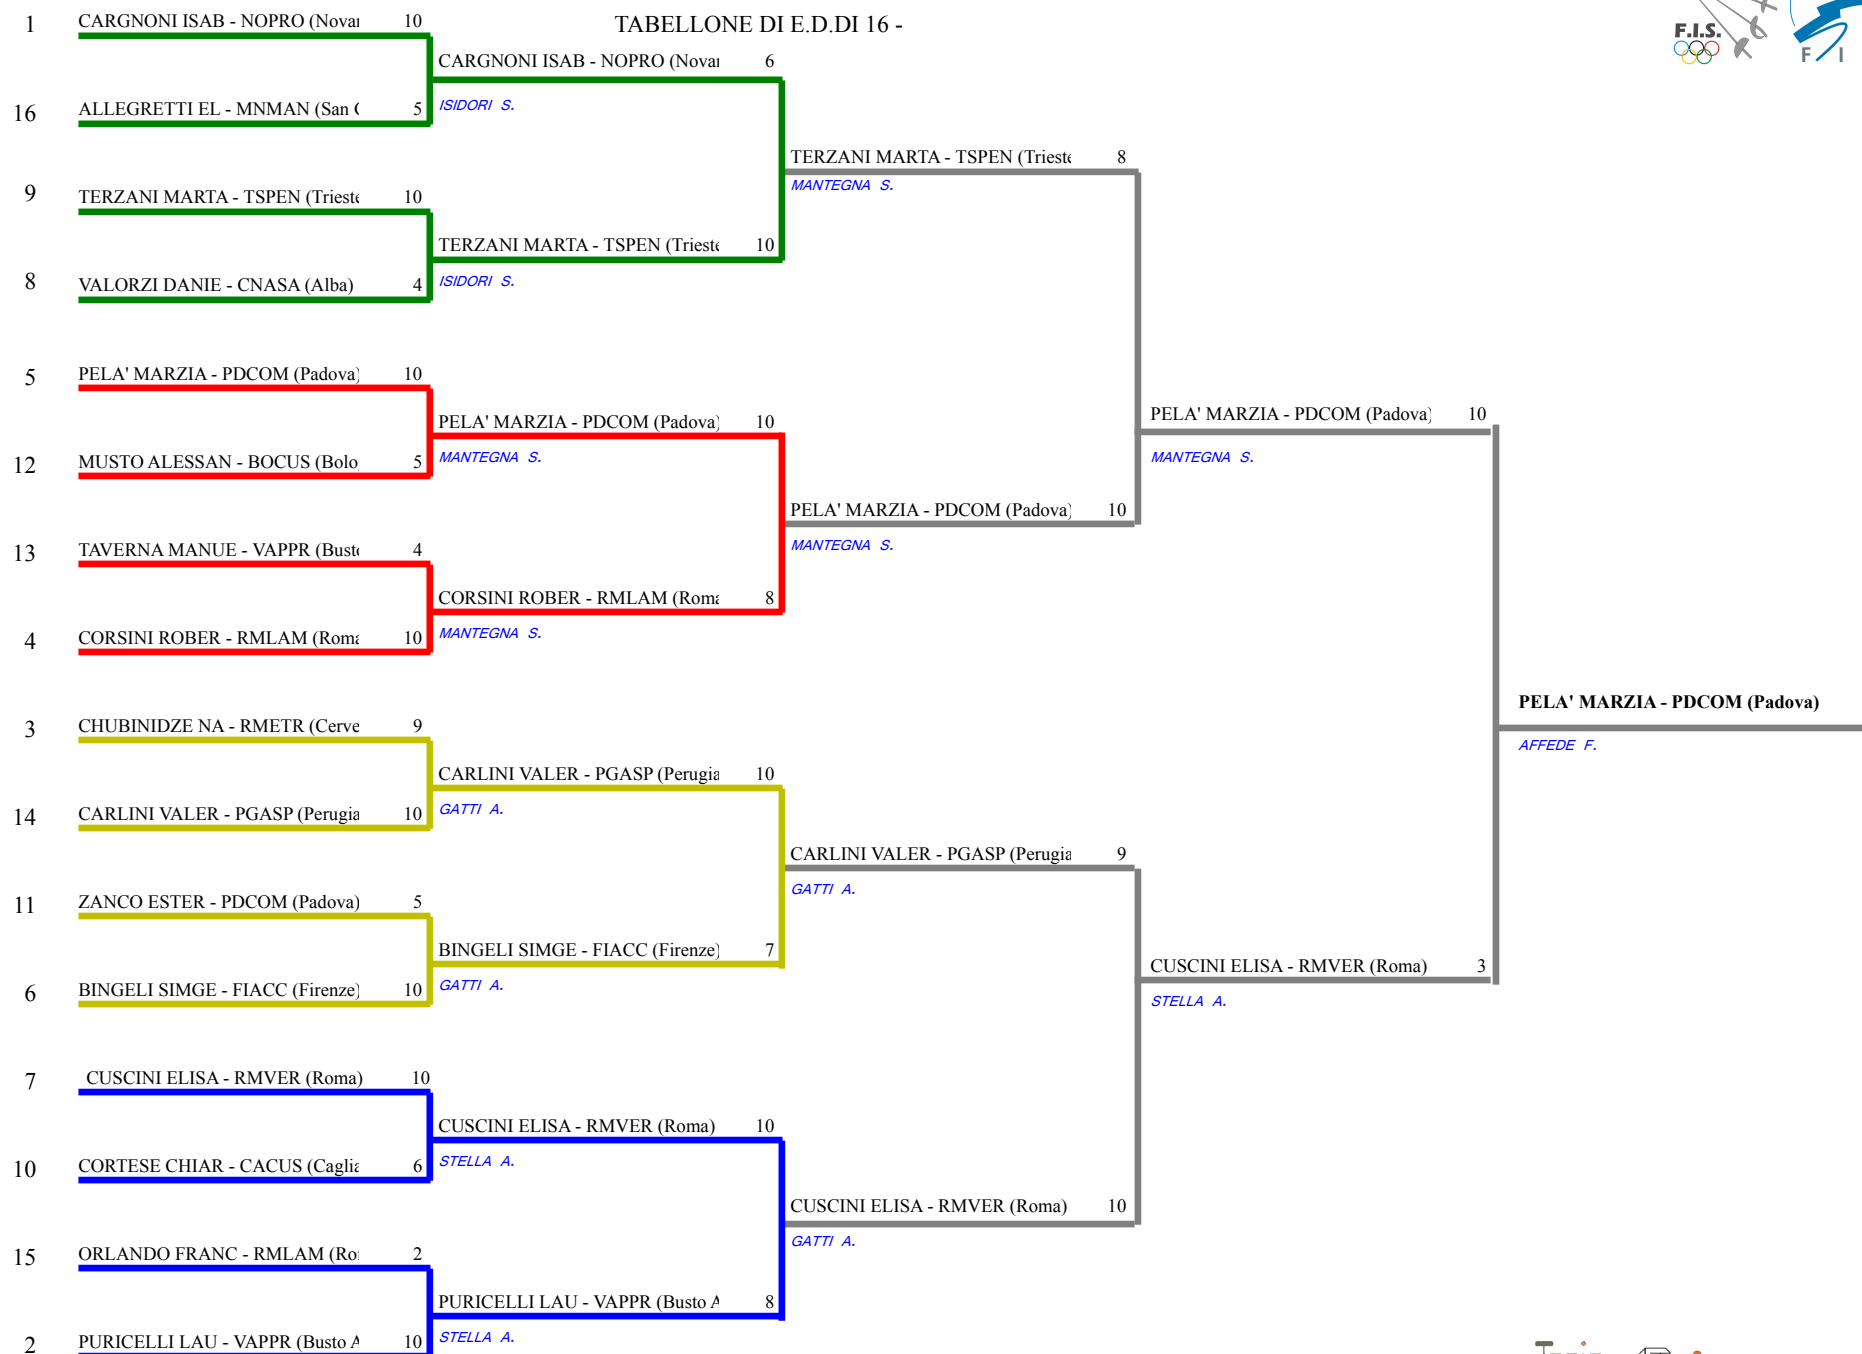 TABELLONE DI E.D.DI 16 -
F.I.S.
F I
1 CARGNONI ISAB - NOPRO (Novar 10
16 ALLEGRETTI EL - MNMAN (San 5
9 TERZANI MARTA - TSPEN (Trieste 10
8 VALORZI DANIE - CNASA (Alba) 4
5 PELA' MARZIA - PDCOM (Padova) 10
12 MUSTO ALESSAN - BOCUS (Bolo 5
13 TAVERNA MANUE - VAPPR (Busto 4
4 CORSINI ROBER - RMLAM (Roma 10
3 CHUBINIDZE NA - RMETR (Cerve 9
14 CARLINI VALER - PGASP (Perugia 10
11 ZANCO ESTER - PDCOM (Padova) 5
6 BINGELI SIMGE - FIACC (Firenze) 10
7 CUSCINI ELISA - RMVER (Roma) 10
10 CORTESE CHIAR - CACUS (Caglia 6
15 ORLANDO FRANC - RMLAM (Ro 2
2 PURICELLI LAU - VAPPR (Busto A 10
CARGNONI ISAB - NOPRO (Novar 6
ISIDORI S.
TERZANI MARTA - TSPEN (Trieste 10
ISIDORI S.
PELA' MARZIA - PDCOM (Padova) 10
MANTEGNA S.
CORSINI ROBER - RMLAM (Roma 8
MANTEGNA S.
CARLINI VALER - PGASP (Perugia 10
GATTI A.
BINGELI SIMGE - FIACC (Firenze) 7
GATTI A.
CUSCINI ELISA - RMVER (Roma) 10
STELLA A.
PURICELLI LAU - VAPPR (Busto A 8
STELLA A.
TERZANI MARTA - TSPEN (Trieste 8
MANTEGNA S.
PELA' MARZIA - PDCOM (Padova) 10
MANTEGNA S.
CARLINI VALER - PGASP (Perugia 9
GATTI A.
CUSCINI ELISA - RMVER (Roma) 10
GATTI A.
PELA' MARZIA - PDCOM (Padova) 10
MANTEGNA S.
CUSCINI ELISA - RMVER (Roma) 3
STELLA A.
PELA' MARZIA - PDCOM (Padova)
AFFEDE F.